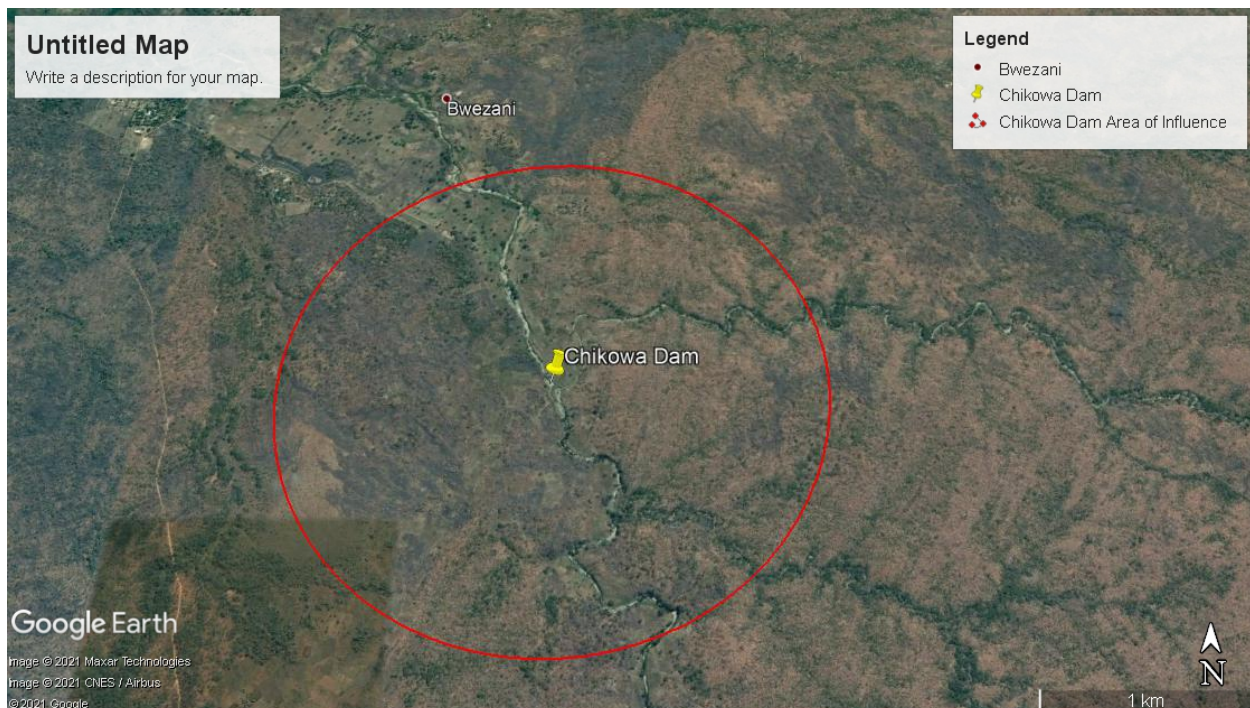 Untitled Map
Write a description for your map.
Legend
Bwezani
Chikowa Dam
Chikowa Dam Area of Influence
Bwezani
Chikowa Dam
Google Earth
Image © 2021 Maxar Technologies
Image © 2021 CNES / Airbus
© 2021 Google
N
1 km